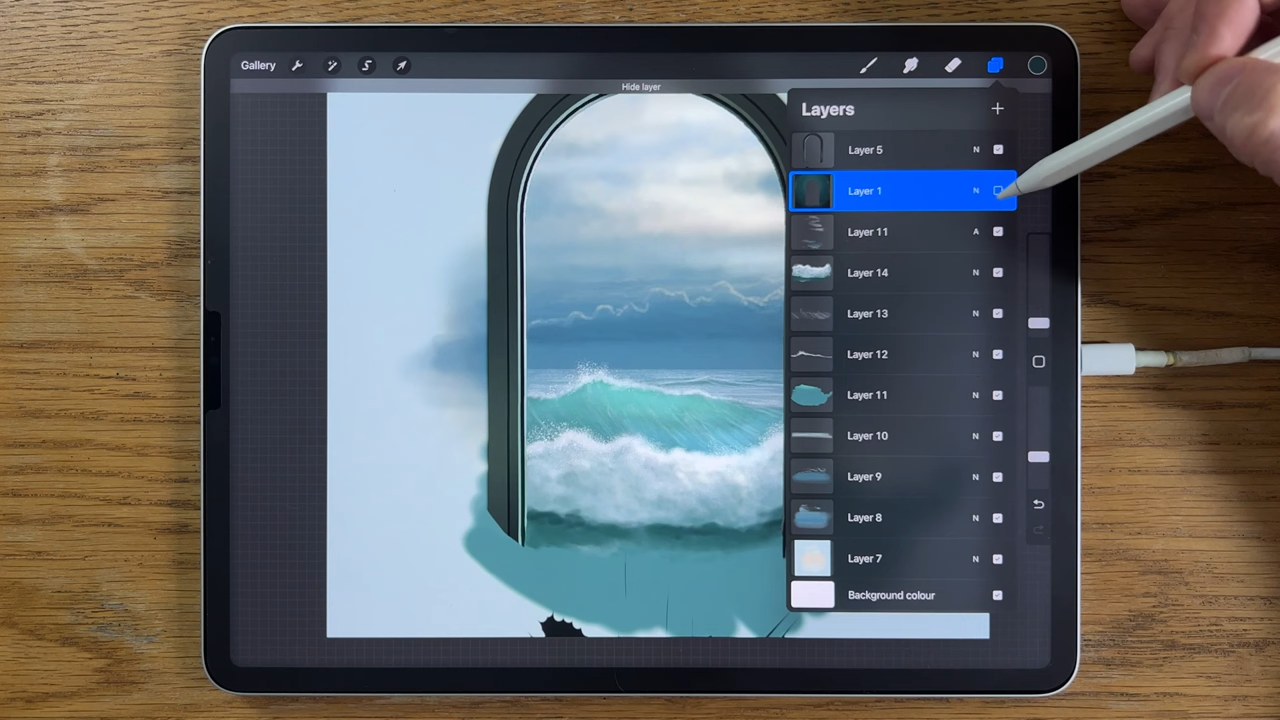 Gallery
Hide layer
Layers
Layer 5 N
Layer 1 N
Layer 11 A
Layer 14 N
Layer 13 N
Layer 12 N
Layer 11 N
Layer 10 N
Layer 9 N
Layer 8 N
Layer 7 N
Background colour